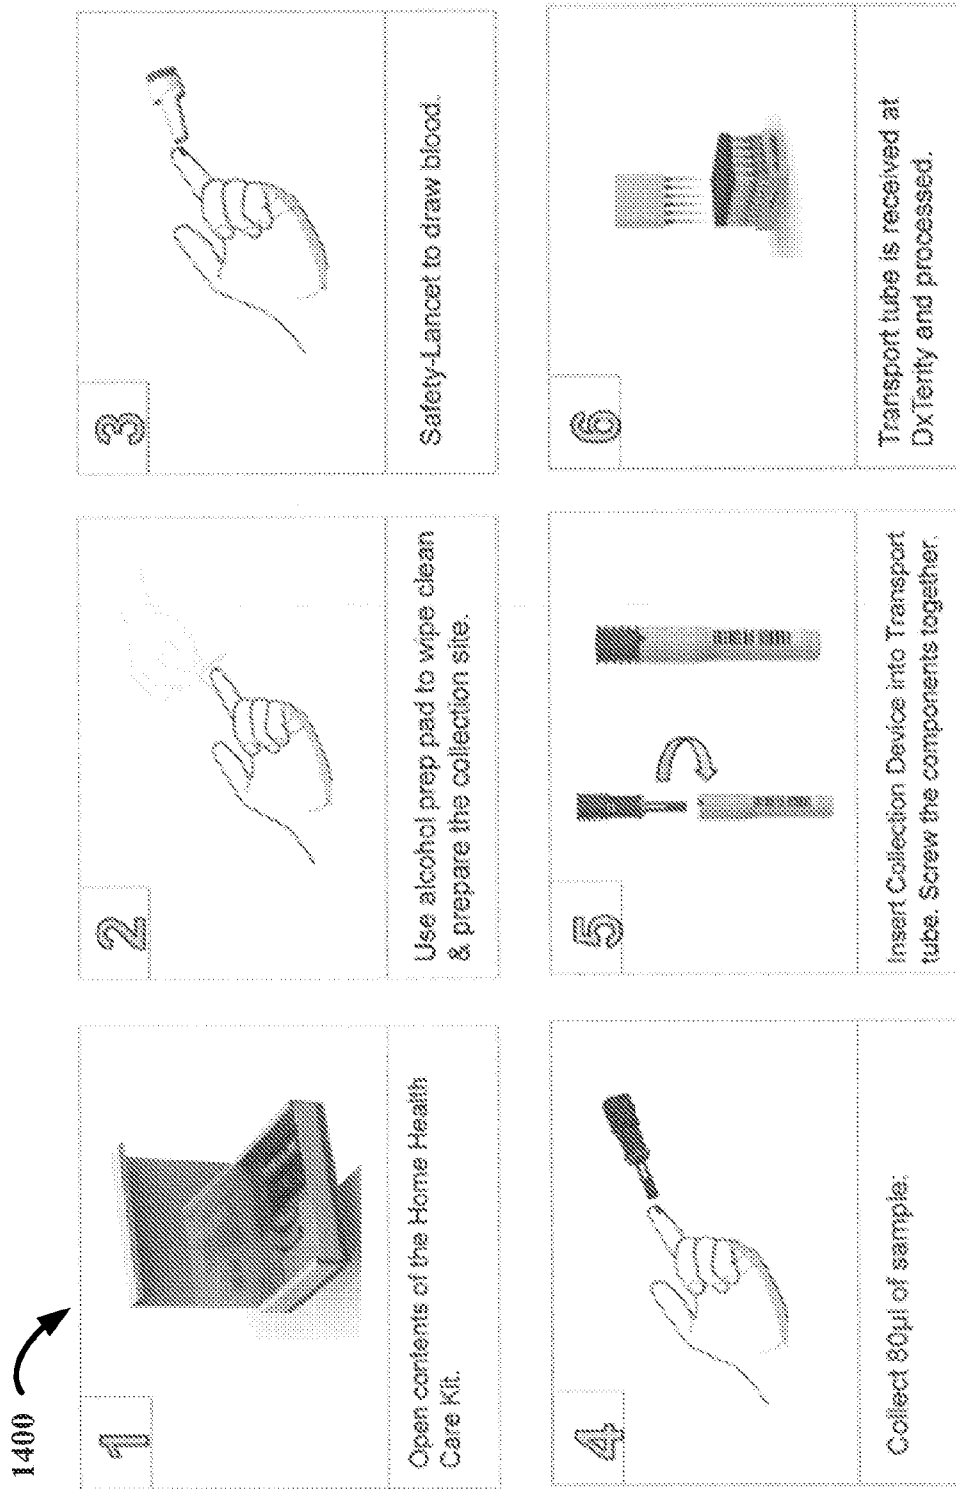 1400
1
Open contents of the Home Health
Care Kit.
2
Use alcohol prep pad to wipe clean
& prepare the collection site.
3
Safety-Lancet to draw blood.
4
Collect 80µl of sample:
5
Insert Collection Device into Transport
tube. Screw the components together.
6
Transport tube is received at
DxTerity and processed.